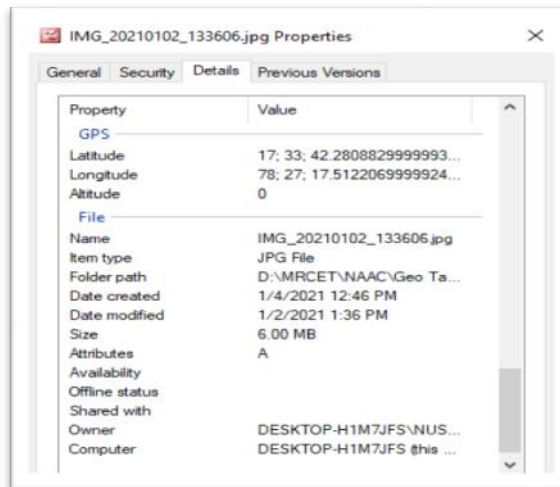 IMG_20210102_133606.jpg Properties
General Security Details Previous Versions
Property Value
GPS
Latitude 17; 33; 42.2808829999993...
Longitude 78; 27; 17.5122069999924...
Altitude 0
File
Name IMG_20210102_133606.jpg
Item type JPG File
Folder path D:\MRCET\NAAC\Geo Ta...
Date created 1/4/2021 12:46 PM
Date modified 1/2/2021 1:36 PM
Size 6.00 MB
Attributes A
Availability
Offline status
Shared with
Owner DESKTOP-H1M7JFS\NUS...
Computer DESKTOP-H1M7JFS (this ...